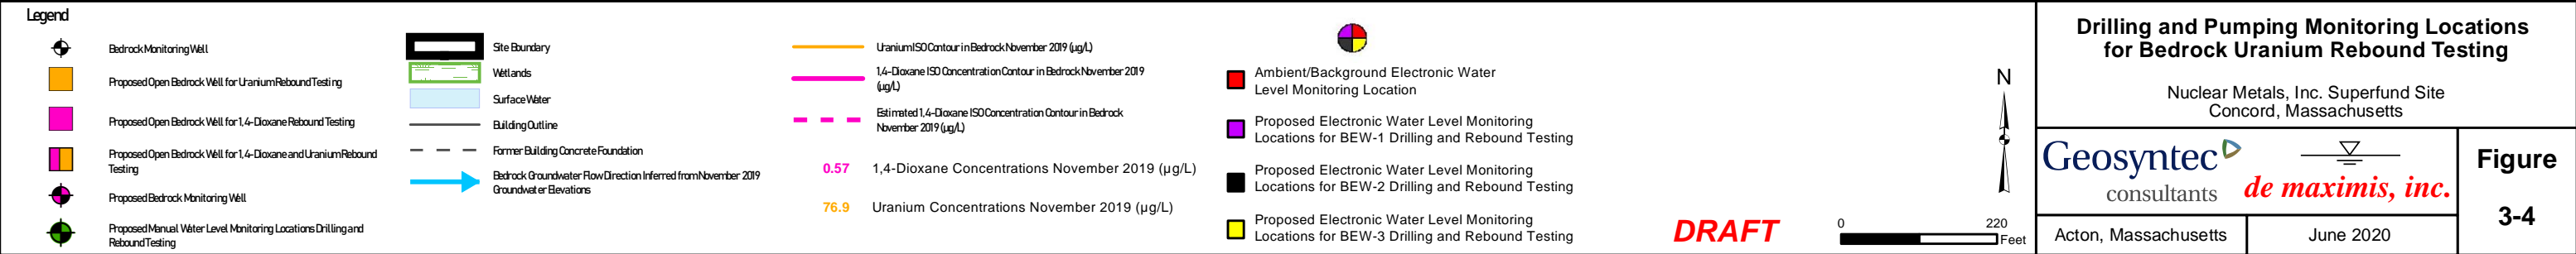 Legend
Bedrock Monitoring Well
Proposed Open Bedrock Well for Uranium Rebound Testing
Proposed Open Bedrock Well for 1,4-Dioxane Rebound Testing
Proposed Open Bedrock Well for 1,4-Dioxane and Uranium Rebound
Testing
Proposed Bedrock Monitoring Well
Proposed Manual Water Level Monitoring Locations Drilling and
Rebound Testing
Site Boundary
Wetlands
Surface Water
Building Outline
Former Building Concrete Foundation
Bedrock Groundwater Flow Direction Inferred from November 2019
Groundwater Elevations
Uranium ISO Contour in Bedrock November 2019 (µg/L)
1,4-Dioxane ISO Concentration Contour in Bedrock November 2019
(µg/L)
Estimated 1,4-Dioxane ISO Concentration Contour in Bedrock
November 2019 (µg/L)
0.57 1,4-Dioxane Concentrations November 2019 (µg/L)
76.9 Uranium Concentrations November 2019 (µg/L)
Ambient/Background Electronic Water
Level Monitoring Location
Proposed Electronic Water Level Monitoring
Locations for BEW-1 Drilling and Rebound Testing
Proposed Electronic Water Level Monitoring
Locations for BEW-2 Drilling and Rebound Testing
Proposed Electronic Water Level Monitoring
Locations for BEW-3 Drilling and Rebound Testing
DRAFT
N
0 220
Feet
Drilling and Pumping Monitoring Locations
for Bedrock Uranium Rebound Testing
Nuclear Metals, Inc. Superfund Site
Concord, Massachusetts
Geosyntec
consultants
de maximis, inc.
Figure
3-4
Acton, Massachusetts
June 2020